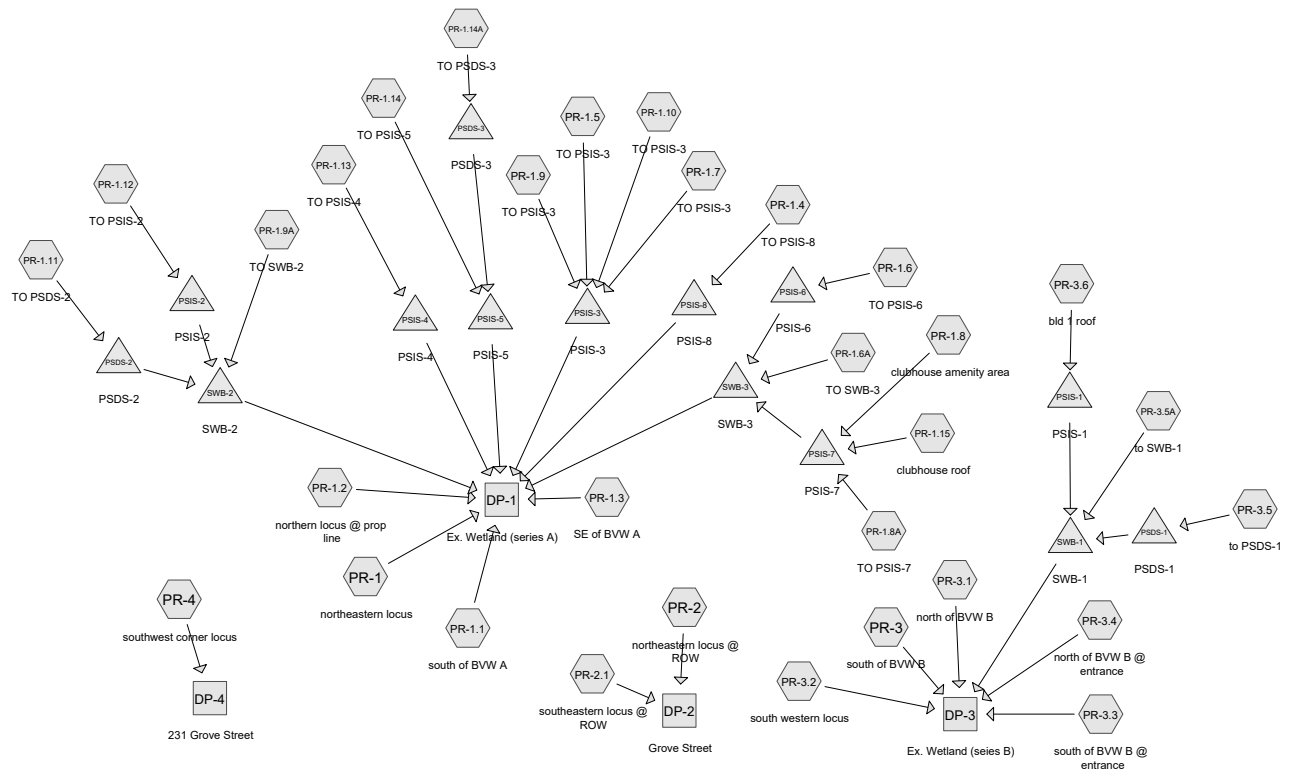 PR-1.14A
TO PSDS-3
PR-1.14
TO PSIS-5
PSDS-3
PSDS-3
PR-1.5
TO PSIS-3
PR-1.10
TO PSIS-3
PR-1.13
TO PSIS-4
PR-1.9
TO PSIS-3
PR-1.7
TO PSIS-3
PR-1.12
TO PSIS-2
PR-1.4
TO PSIS-8
PR-1.9A
TO SWB-2
PR-1.11
TO PSDS-2
PR-1.6
TO PSIS-6
PSIS-2
PSIS-2
PSIS-4
PSIS-4
PSIS-5
PSIS-5
PSIS-3
PSIS-3
PSIS-8
PSIS-8
PSIS-6
PSIS-6
PR-3.6
bld 1 roof
PR-1.8
clubhouse amenity area
PSDS-2
PSDS-2
SWB-2
SWB-2
PR-1.6A
TO SWB-3
SWB-3
SWB-3
PSIS-1
PSIS-1
PR-3.5A
to SWB-1
PR-1.15
clubhouse roof
PSIS-7
PSIS-7
PR-1.2
northern locus @ prop
line
DP-1
Ex. Wetland (series A)
PR-1.3
SE of BVW A
PR-1.8A
TO PSIS-7
SWB-1
SWB-1
PSDS-1
PSDS-1
PR-3.5
to PSDS-1
PR-1
northeastern locus
PR-3.1
north of BVW B
PR-4
southwest corner locus
PR-1.1
south of BVW A
PR-2
northeastern locus @
ROW
PR-3
south of BVW B
PR-3.4
north of BVW B @
entrance
PR-2.1
southeastern locus @
ROW
PR-3.2
south western locus
DP-4
231 Grove Street
DP-2
Grove Street
DP-3
Ex. Wetland (seies B)
PR-3.3
south of BVW B @
entrance